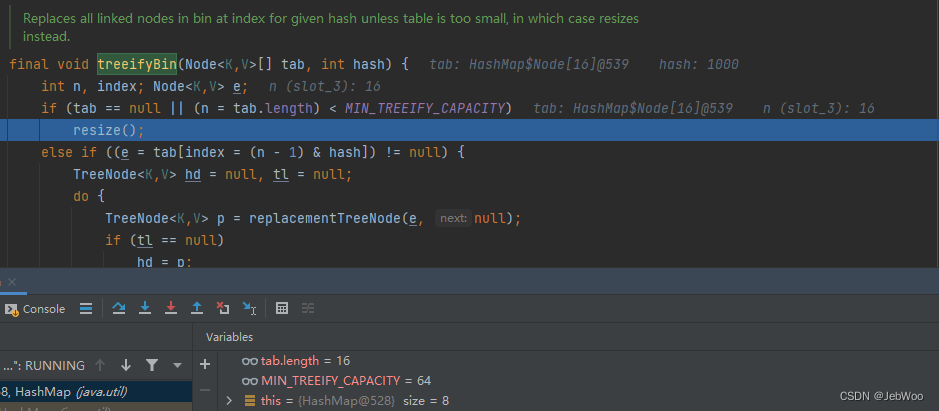 Replaces all linked nodes in bin at index for given hash unless table is too small, in which case resizes
instead.
final void treeifyBin(Node<K,V>[] tab, int hash) {   tab: HashMap$Node[16]@539    hash: 1000
    int n, index; Node<K,V> e;   n (slot_3): 16
    if (tab == null || (n = tab.length) < MIN_TREEIFY_CAPACITY)   tab: HashMap$Node[16]@539    n (slot_3): 16
        resize();
    else if ((e = tab[index = (n - 1) & hash]) != null) {
        TreeNode<K,V> hd = null, tl = null;
        do {
            TreeNode<K,V> p = replacementTreeNode(e, next: null);
            if (tl == null)
                hd = p;
Console
Variables
tab.length = 16
...": RUNNING
MIN_TREEIFY_CAPACITY = 64
8, HashMap (java.util)
this = {HashMap@528} size = 8
CSDN @JebWoo